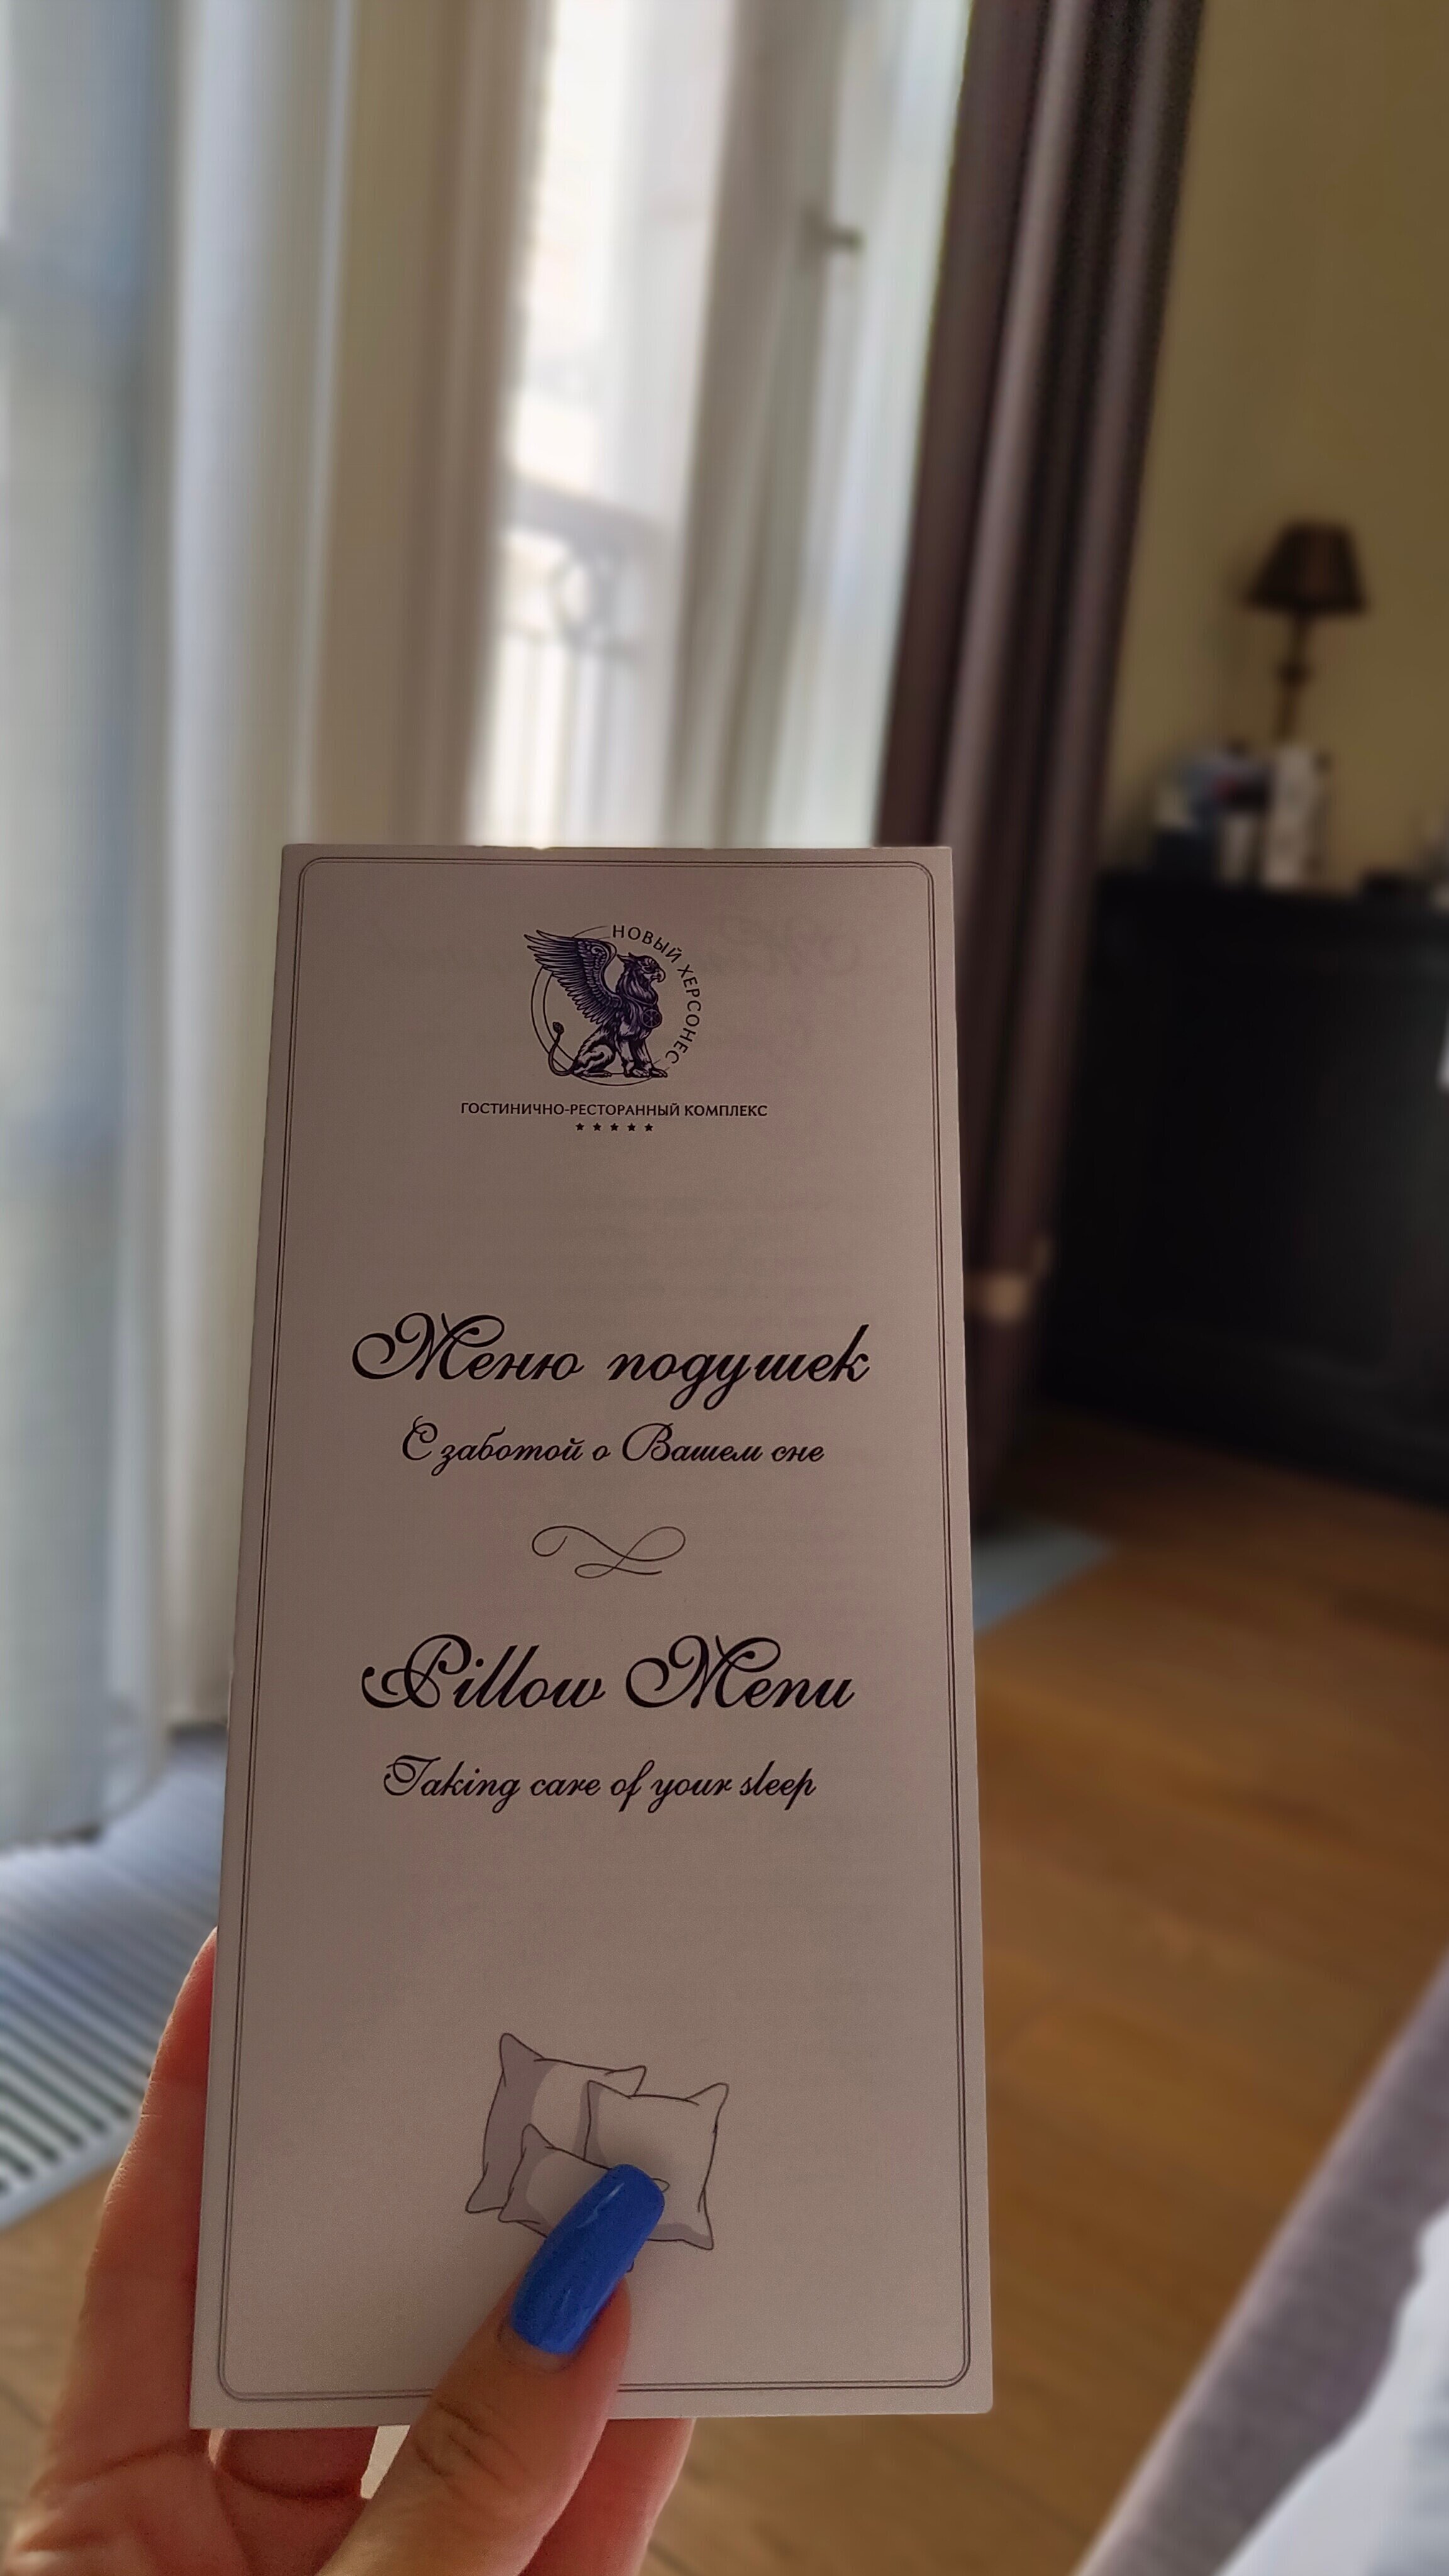 НОВЫЙ ХЕРСОНЕС
ГОСТИНИЧНО-РЕСТОРАННЫЙ КОМПЛЕКС
Меню подушек
С заботой о Вашем сне
Pillow Menu
Taking care of your sleep